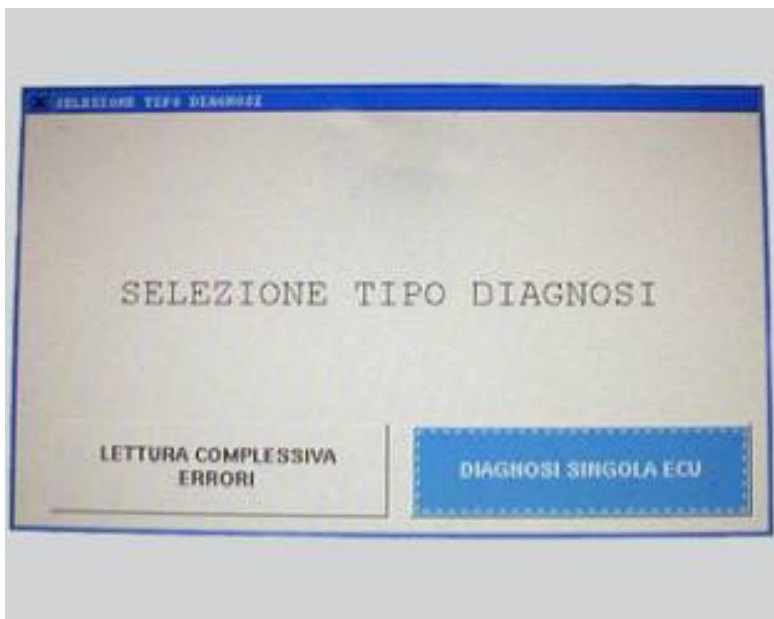 SELEZIONE TIPO DIAGNOSI
SELEZIONE TIPO DIAGNOSI
LETTURA COMPLESSIVA
ERRORI
DIAGNOSI SINGOLA ECU